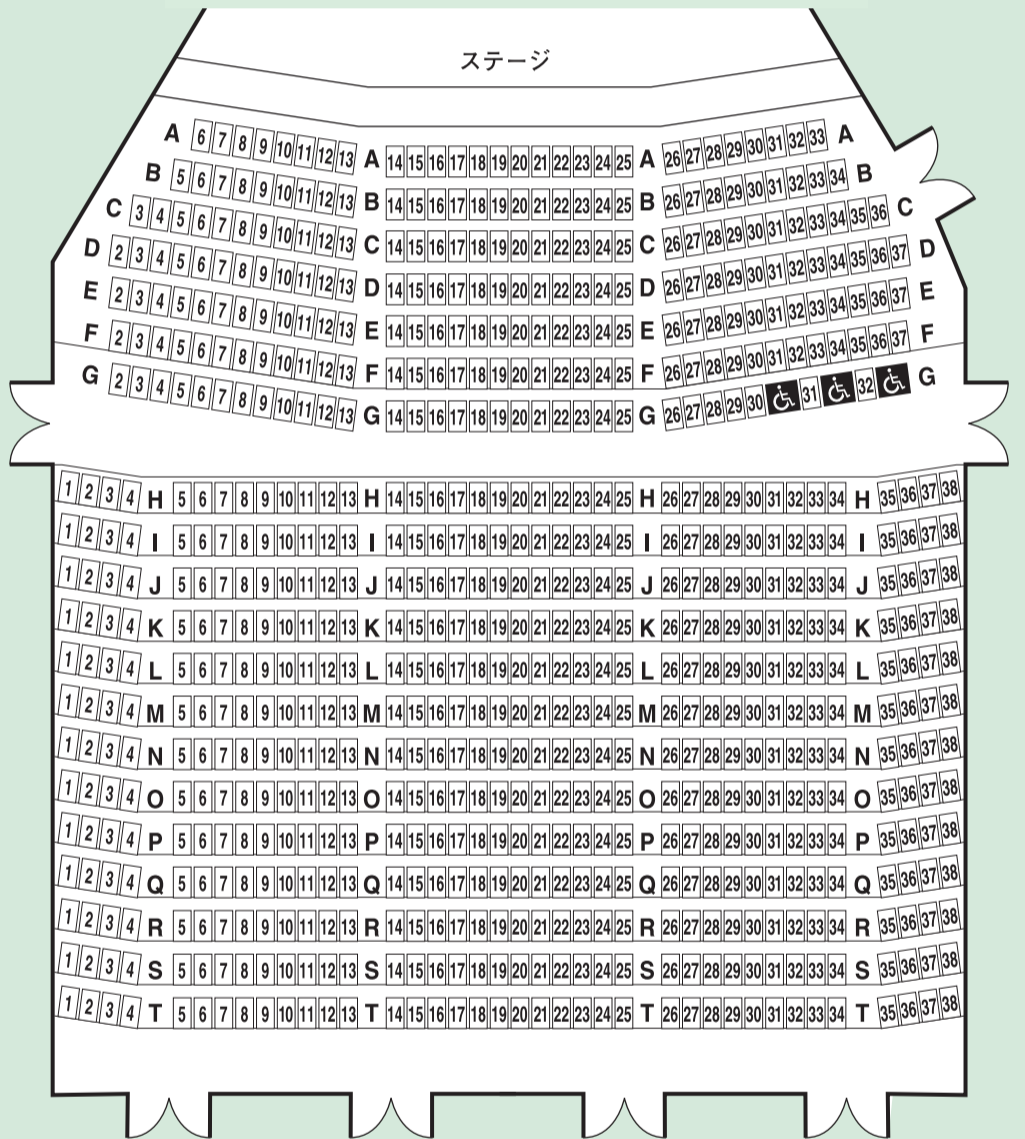 ステージ
A 6 7 8 9 10 11 12 13 A 14 15 16 17 18 19 20 21 22 23 24 25 A 26 27 28 29 30 31 32 33 A
B 5 6 7 8 9 10 11 12 13 B 14 15 16 17 18 19 20 21 22 23 24 25 B 26 27 28 29 30 31 32 33 34 B
C 3 4 5 6 7 8 9 10 11 12 13 C 14 15 16 17 18 19 20 21 22 23 24 25 C 26 27 28 29 30 31 32 33 34 35 36 C
D 2 3 4 5 6 7 8 9 10 11 12 13 D 14 15 16 17 18 19 20 21 22 23 24 25 D 26 27 28 29 30 31 32 33 34 35 36 37 D
E 2 3 4 5 6 7 8 9 10 11 12 13 E 14 15 16 17 18 19 20 21 22 23 24 25 E 26 27 28 29 30 31 32 33 34 35 36 37 E
F 2 3 4 5 6 7 8 9 10 11 12 13 F 14 15 16 17 18 19 20 21 22 23 24 25 F 26 27 28 29 30 31 32 33 34 35 36 37 F
G 2 3 4 5 6 7 8 9 10 11 12 13 G 14 15 16 17 18 19 20 21 22 23 24 25 G 26 27 28 29 30 31 32 G
1 2 3 4 H 5 6 7 8 9 10 11 12 13 H 14 15 16 17 18 19 20 21 22 23 24 25 H 26 27 28 29 30 31 32 33 34 H 35 36 37 38
1 2 3 4 I 5 6 7 8 9 10 11 12 13 I 14 15 16 17 18 19 20 21 22 23 24 25 I 26 27 28 29 30 31 32 33 34 I 35 36 37 38
1 2 3 4 J 5 6 7 8 9 10 11 12 13 J 14 15 16 17 18 19 20 21 22 23 24 25 J 26 27 28 29 30 31 32 33 34 J 35 36 37 38
1 2 3 4 K 5 6 7 8 9 10 11 12 13 K 14 15 16 17 18 19 20 21 22 23 24 25 K 26 27 28 29 30 31 32 33 34 K 35 36 37 38
1 2 3 4 L 5 6 7 8 9 10 11 12 13 L 14 15 16 17 18 19 20 21 22 23 24 25 L 26 27 28 29 30 31 32 33 34 L 35 36 37 38
1 2 3 4 M 5 6 7 8 9 10 11 12 13 M 14 15 16 17 18 19 20 21 22 23 24 25 M 26 27 28 29 30 31 32 33 34 M 35 36 37 38
1 2 3 4 N 5 6 7 8 9 10 11 12 13 N 14 15 16 17 18 19 20 21 22 23 24 25 N 26 27 28 29 30 31 32 33 34 N 35 36 37 38
1 2 3 4 O 5 6 7 8 9 10 11 12 13 O 14 15 16 17 18 19 20 21 22 23 24 25 O 26 27 28 29 30 31 32 33 34 O 35 36 37 38
1 2 3 4 P 5 6 7 8 9 10 11 12 13 P 14 15 16 17 18 19 20 21 22 23 24 25 P 26 27 28 29 30 31 32 33 34 P 35 36 37 38
1 2 3 4 Q 5 6 7 8 9 10 11 12 13 Q 14 15 16 17 18 19 20 21 22 23 24 25 Q 26 27 28 29 30 31 32 33 34 Q 35 36 37 38
1 2 3 4 R 5 6 7 8 9 10 11 12 13 R 14 15 16 17 18 19 20 21 22 23 24 25 R 26 27 28 29 30 31 32 33 34 R 35 36 37 38
1 2 3 4 S 5 6 7 8 9 10 11 12 13 S 14 15 16 17 18 19 20 21 22 23 24 25 S 26 27 28 29 30 31 32 33 34 S 35 36 37 38
1 2 3 4 T 5 6 7 8 9 10 11 12 13 T 14 15 16 17 18 19 20 21 22 23 24 25 T 26 27 28 29 30 31 32 33 34 T 35 36 37 38